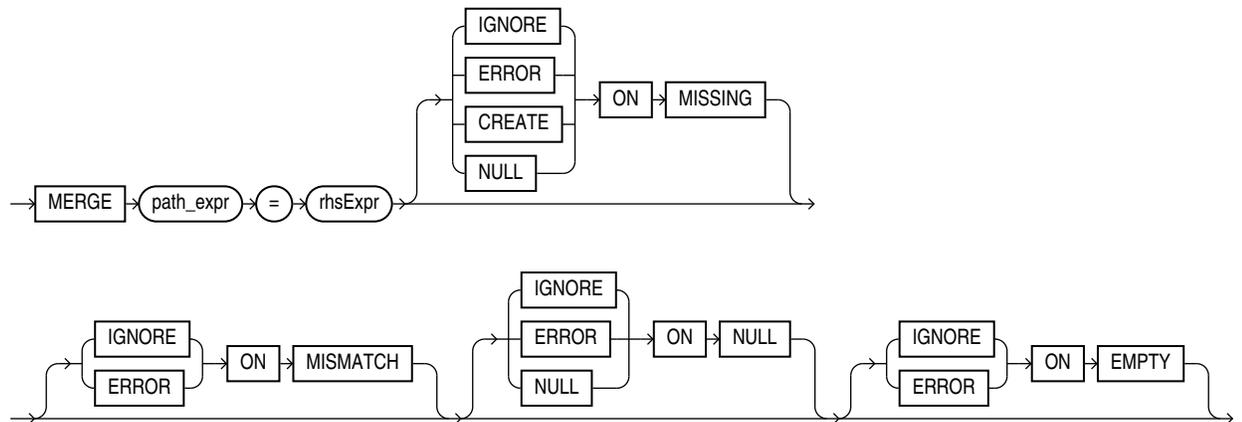 IGNORE
ERROR
CREATE
NULL
ON MISSING
MERGE path_expr = rhsExpr
IGNORE
ERROR
ON MISMATCH
IGNORE
ERROR
NULL
ON NULL
IGNORE
ERROR
ON EMPTY